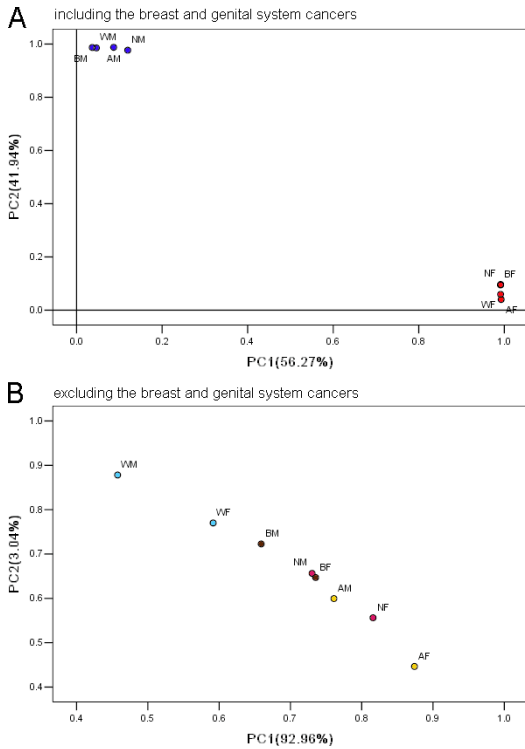 A including the breast and genital system cancers
1.0
WM NM
BM AM
0.8
0.6
0.4
0.2
NF BF
0.0
WF AF
PC2(41.94%)
0.0 0.2 0.4 0.6 0.8 1.0
PC1(56.27%)
B excluding the breast and genital system cancers
1.0
0.9
WM
0.8
WF
BM
0.7
NM BF
0.6
AM
NF
0.5
AF
0.4
PC2(3.04%)
0.4 0.5 0.6 0.7 0.8 0.9 1.0
PC1(92.96%)